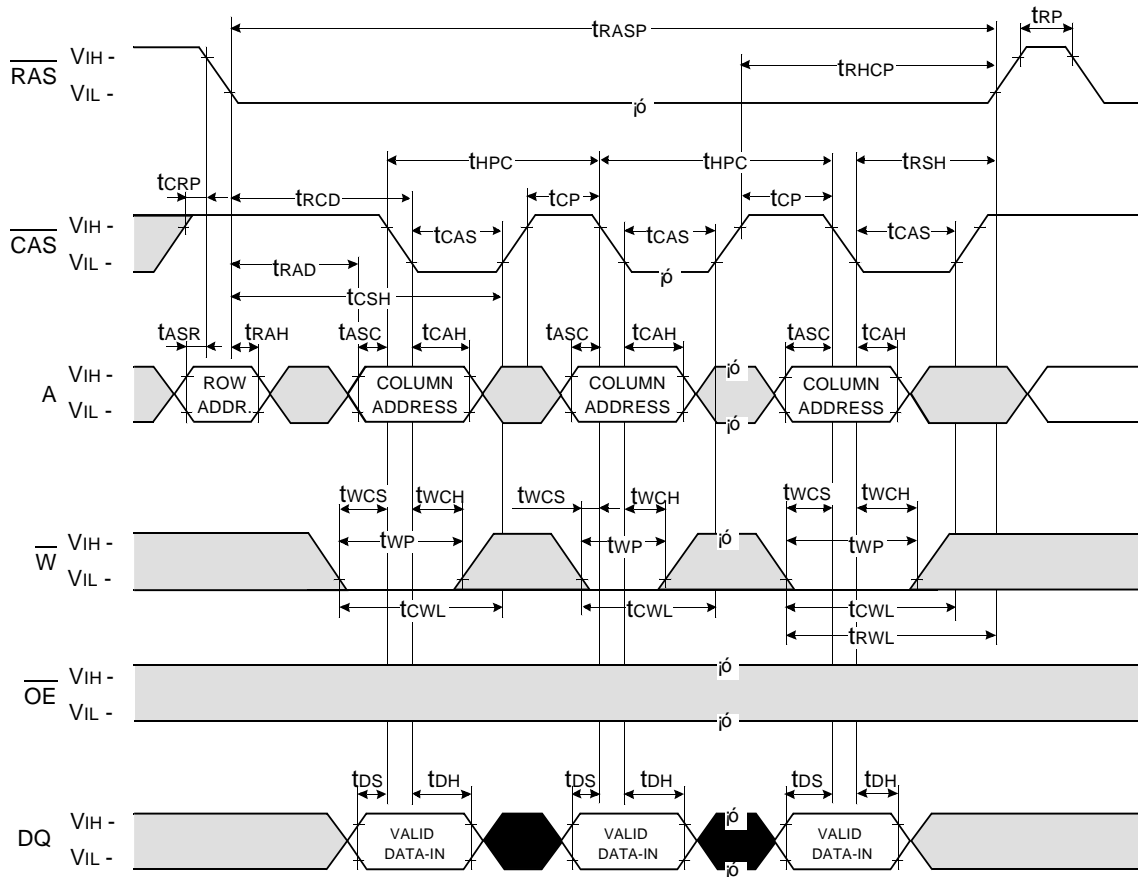 tRASP
tRP
RAS
VIH -
VIL -
tRHCP
¡ó
tHPC
tHPC
tRSH
tCRP
tRCD
tCP
tCP
CAS
VIH -
VIL -
tCAS
tCAS
tCAS
¡ó
tRAD
tCSH
tASR
tRAH
tASC
tCAH
tASC
tCAH
tASC
tCAH
A
VIH -
VIL -
ROW
ADDR.
COLUMN
ADDRESS
COLUMN
ADDRESS
¡ó
¡ó
COLUMN
ADDRESS
tWCS
tWCH
tWCS
tWCH
tWCS
tWCH
W
VIH -
VIL -
tWP
tWP
¡ó
tWP
tCWL
tCWL
tCWL
tRWL
OE
VIH -
VIL -
¡ó
¡ó
tDS
tDH
tDS
tDH
tDS
tDH
DQ
VIH -
VIL -
VALID
DATA-IN
VALID
DATA-IN
¡ó
¡ó
VALID
DATA-IN